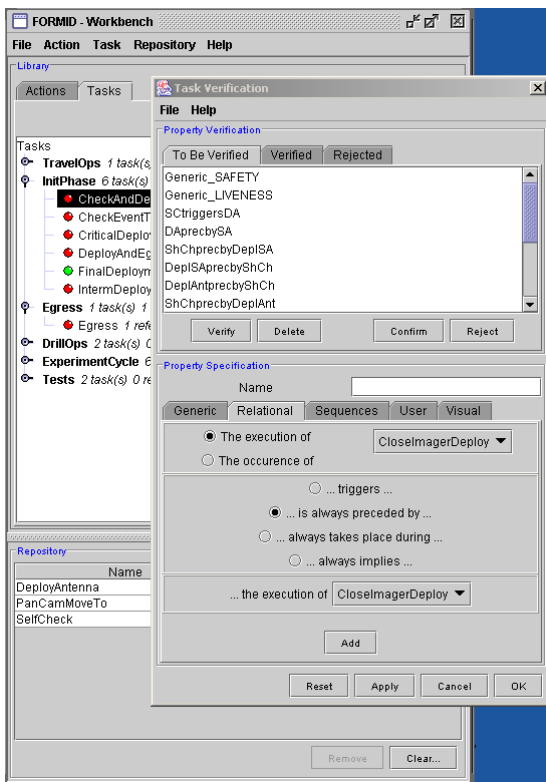 FORMID - Workbench
File Action Task Repository Help
Library
Actions Tasks
Tasks
TravelOps 1 task(s)
InitPhase 6 task(s)
CheckAndDe
CheckEventT
CriticalDeploy
DeployAndEg
FinalDeploym
IntermDeploy
Egress 1 task(s) 1
Egress 1 refe
DrillOps 2 task(s) 0
ExperimentCycle 6
Tests 2 task(s) 0 re
Repository
Name
DeployAntenna
PanCamMoveTo
SelfCheck
Remove Clear...
Task Verification
File Help
Property Verification
To Be Verified Verified Rejected
Generic_SAFETY
Generic_LIVENESS
SCtriggersDA
DAprecbySA
ShChprecbyDeplSA
DeplSAprecbyShCh
DeplAntprecbyShCh
ShChprecbyDeplAnt
Verify Delete Confirm Reject
Property Specification
Name
Generic Relational Sequences User Visual
The execution of CloseImagerDeploy
The occurence of
... triggers ...
... is always preceded by ...
... always takes place during ...
... always implies ...
... the execution of CloseImagerDeploy
Add
Reset Apply Cancel OK